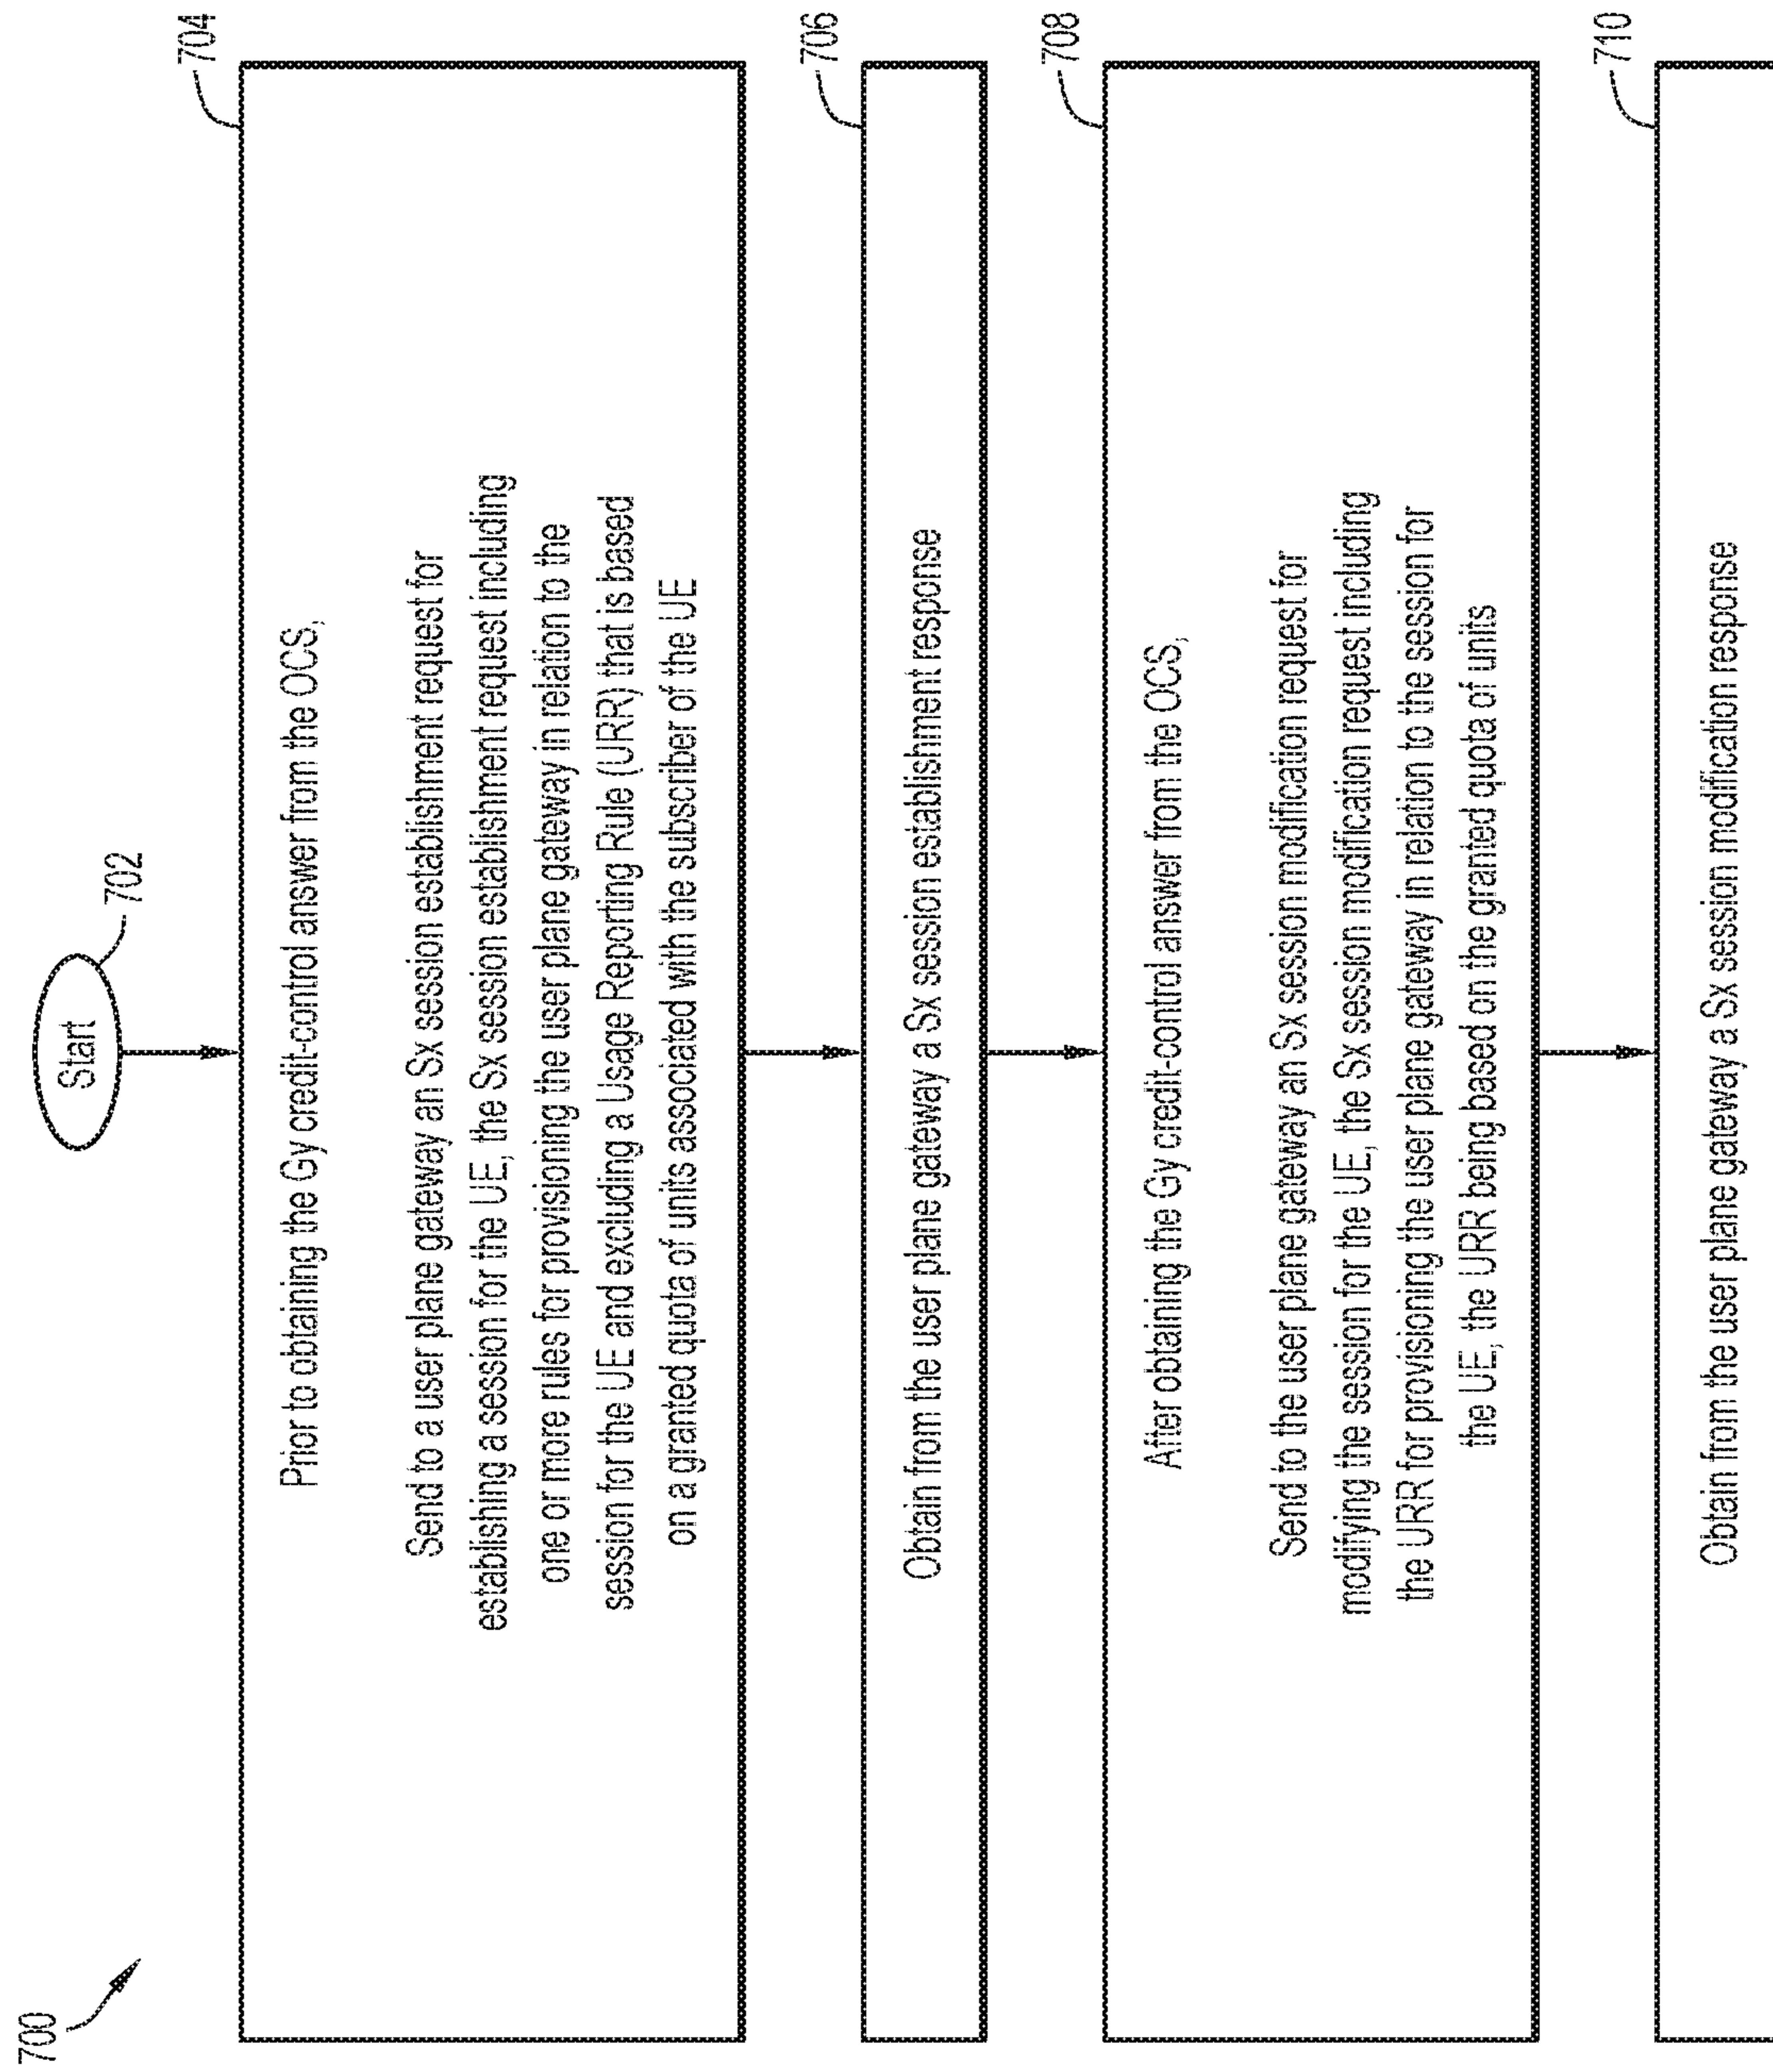 700
Start
702
704
Prior to obtaining the Gy credit-control answer from the OCS,
Send to a user plane gateway an Sx session establishment request for
establishing a session for the UE, the Sx session establishment request including
one or more rules for provisioning the user plane gateway in relation to the
session for the UE and excluding a Usage Reporting Rule (URR) that is based
on a granted quota of units associated with the subscriber of the UE
706
Obtain from the user plane gateway a Sx session establishment response
708
After obtaining the Gy credit-control answer from the OCS,
Send to the user plane gateway an Sx session modification request for
modifying the session for the UE, the Sx session modification request including
the URR for provisioning the user plane gateway in relation to the session for
the UE, the URR being based on the granted quota of units
710
Obtain from the user plane gateway a Sx session modification response